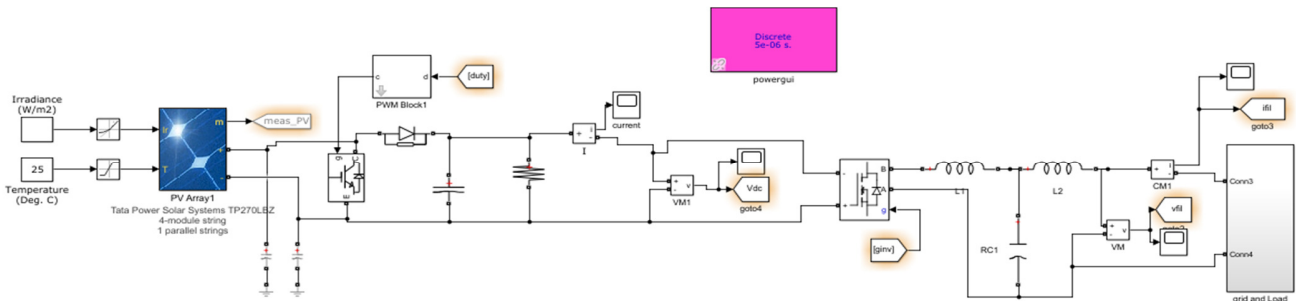 Discrete
5e-06 s.
powergui
[duty]
c
d
PWM Block1
Irradiance
(W/m2)
Ir
m
meas_PV
+
25
T
-
Temperature
(Deg. C)
PV Array1
Tata Power Solar Systems TP270LBZ
4-module string
1 parallel strings
g
C
E
current
+
i
-
I
+
-
v
VM1
Vdc
goto4
-
+
B
A
g
[ginv]
L1
L2
RC1
+
i
-
CM1
ifil
goto3
+
-
v
VM
vfil
Conn3
Conn4
grid and Load